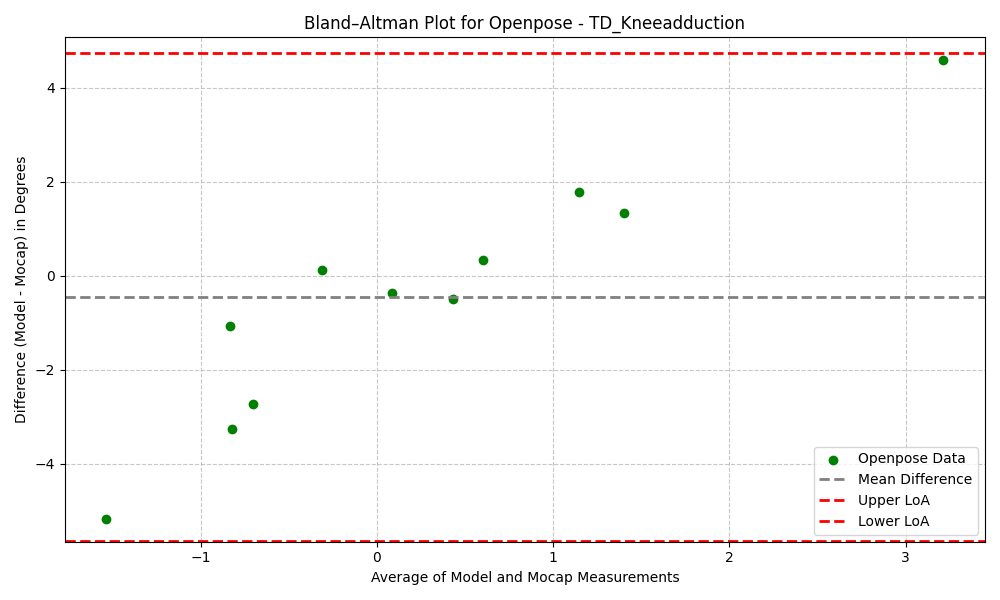 Bland–Altman Plot for Openpose - TD_Kneeadduction
Difference (Model - Mocap) in Degrees
4
2
0
−2
−4
Openpose Data
Mean Difference
Upper LoA
Lower LoA
−1
0
1
2
3
Average of Model and Mocap Measurements